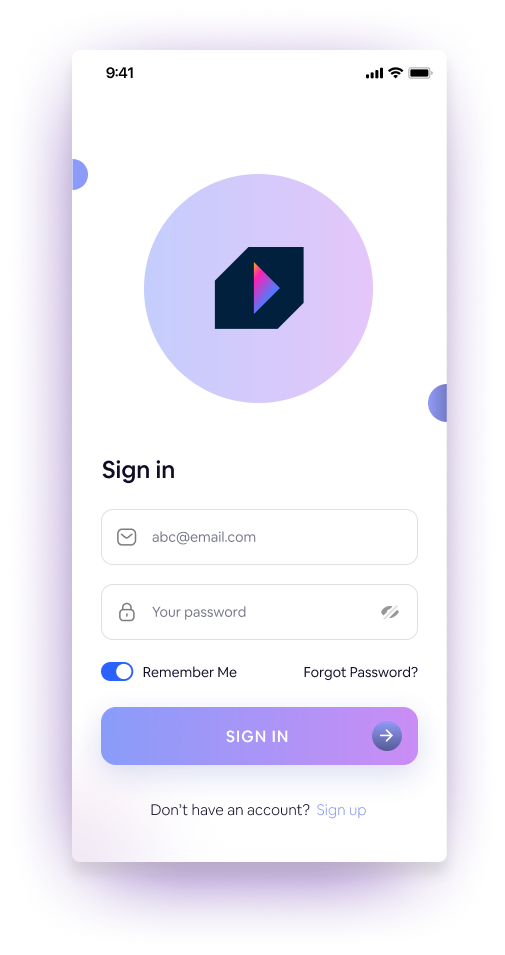 9:41
Sign in
abc@email.com
Your password
Remember Me
Forgot Password?
SIGN IN
Don't have an account? Sign up